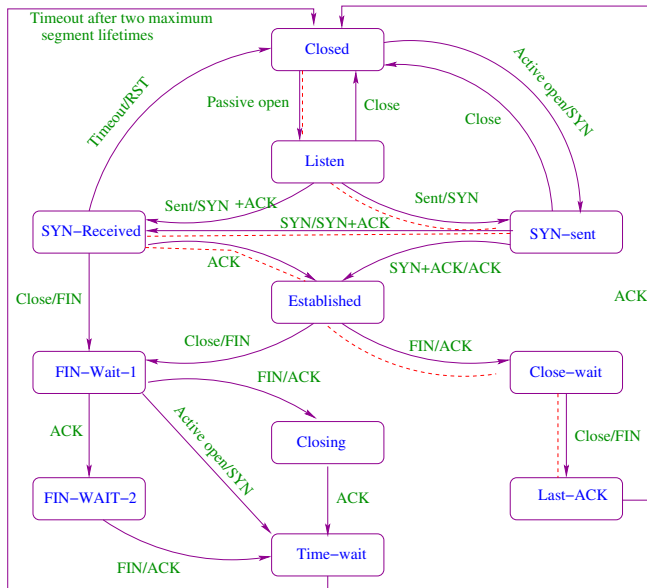 Timeout after two maximum
segment lifetimes
Closed
Timeout/RST
Passive open
Close
Close
Active open/SYN
Listen
Sent/SYN +ACK
Sent/SYN
SYN-Received
SYN/SYN+ACK
SYN-sent
ACK
SYN+ACK/ACK
Established
Close/FIN
ACK
Close/FIN
FIN/ACK
FIN-Wait-1
FIN/ACK
Close-wait
ACK
Active open/SYN
Closing
Close/FIN
FIN-WAIT-2
ACK
Last-ACK
FIN/ACK
Time-wait